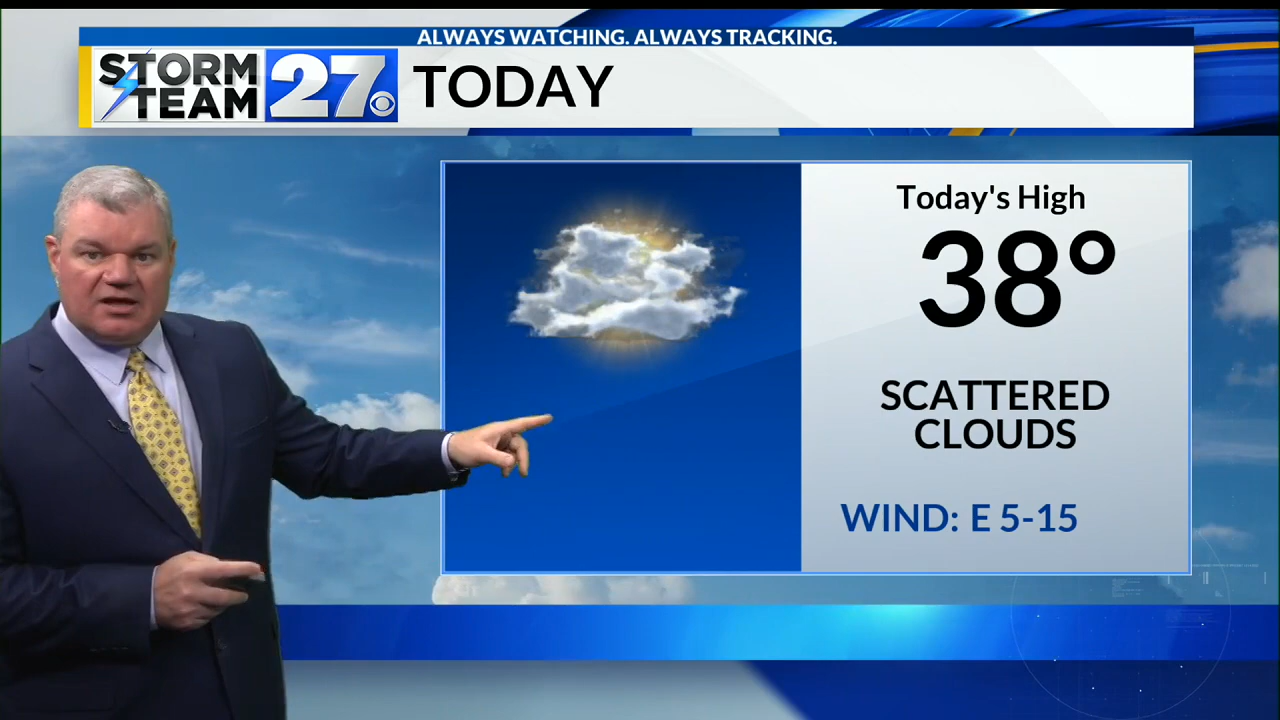 ALWAYS WATCHING. ALWAYS TRACKING.
STORM
TEAM
27
TODAY
Today's High
38°
SCATTERED
CLOUDS
WIND: E 5-15